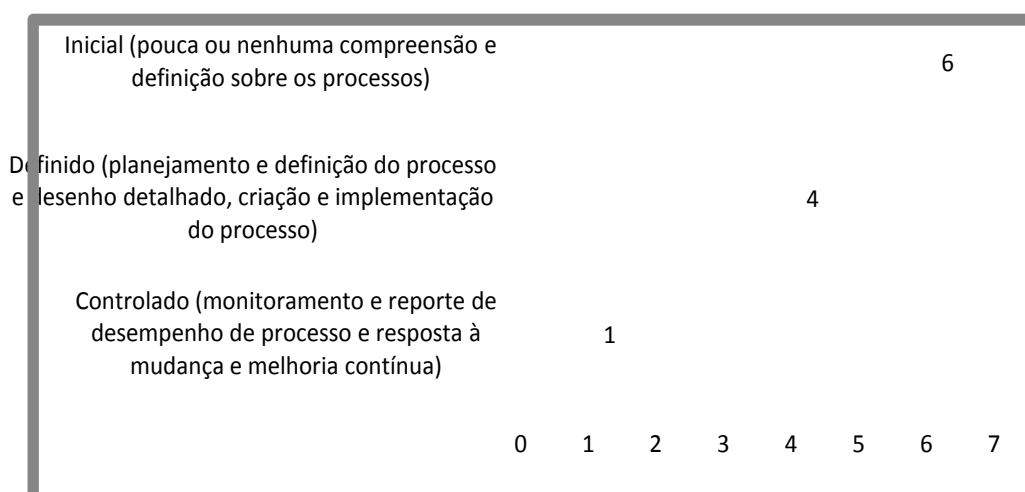 Inicial (pouca ou nenhuma compreensão e
definição sobre os processos)
6
Definido (planejamento e definição do processo
e desenho detalhado, criação e implementação
do processo)
4
Controlado (monitoramento e reporte de
desempenho de processo e resposta à
mudança e melhoria contínua)
1
0 1 2 3 4 5 6 7